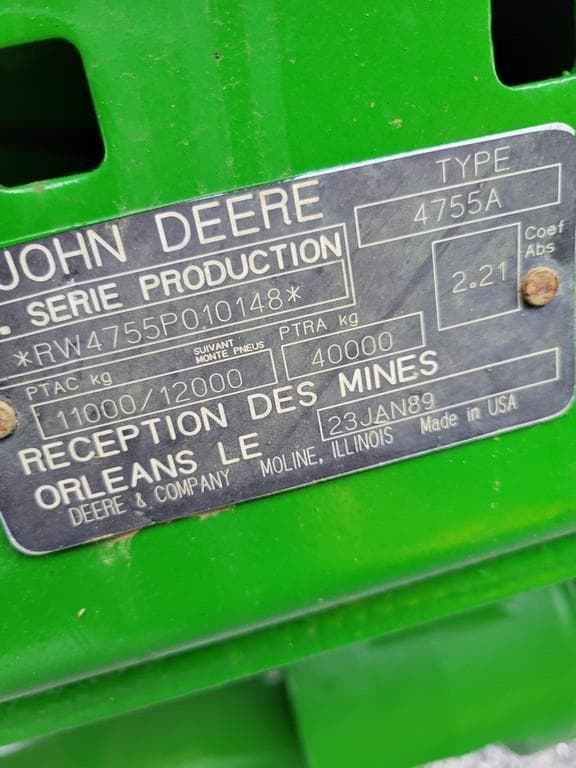 JOHN DEERE
TYPE
4755A
. SERIE PRODUCTION
*RW4755P010148*
Coef
Abs
2.21
PTAC kg
SUIVANT
MONTE PNEUS
11000/12000
PTRA kg
40000
RECEPTION DES MINES
ORLEANS LE
23JAN89
DEERE & COMPANY MOLINE, ILLINOIS Made in USA